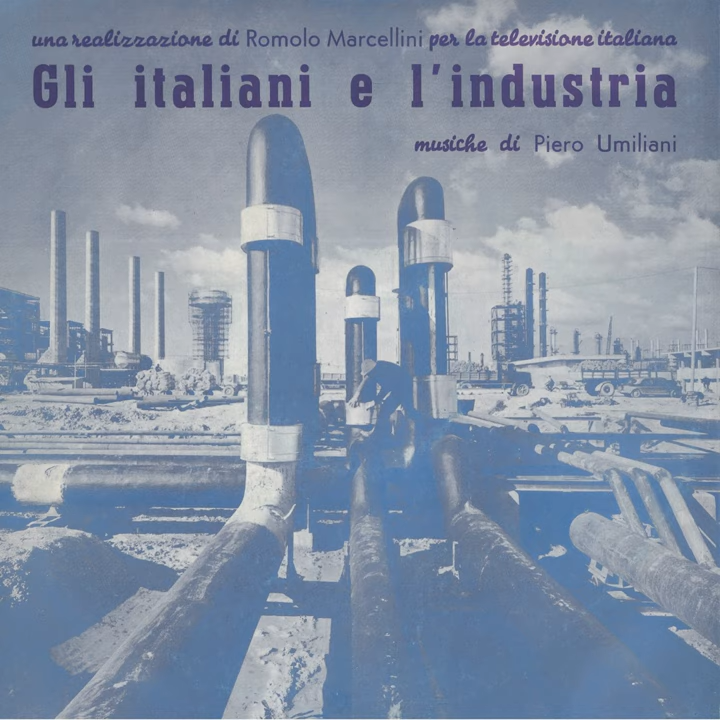 una realizzazione di Romolo Marcellini per la televisione italiana
Gli italiani e l'industria
musiche di Piero Umiliani